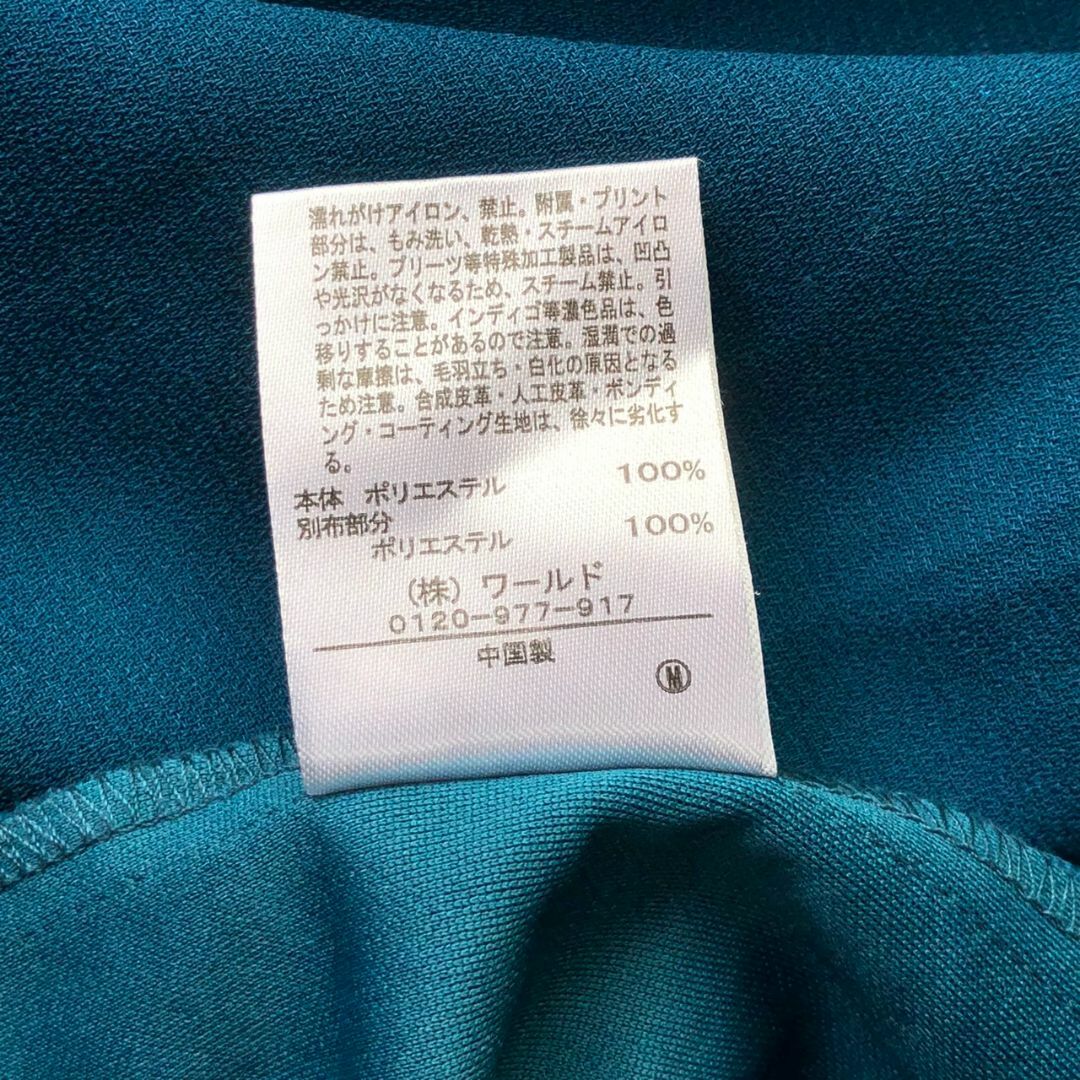 濡れがけアイロン、禁止。附属・プリント
部分は、もみ洗い、乾熱・スチームアイロ
ン禁止。プリーツ等特殊加工製品は、凹凸
や光沢がなくなるため、スチーム禁止。引
っかけに注意。インディゴ等濃色品は、色
移りすることがあるので注意。湿潤での過
剰な摩擦は、毛羽立ち・白化の原因となる
ため注意。合成皮革・人工皮革・ボンディ
ング・コーティング生地は、徐々に劣化す
る。
本体 ポリエステル 100%
別布部分
ポリエステル 100%
(株) ワールド
0120-977-917
中国製
Ⓜ